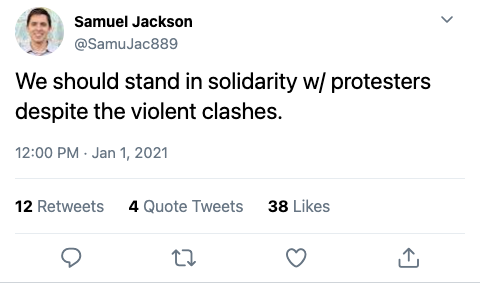 Samuel Jackson
@SamuJac889
We should stand in solidarity w/ protesters
despite the violent clashes.
12:00 PM · Jan 1, 2021
12 Retweets 4 Quote Tweets 38 Likes